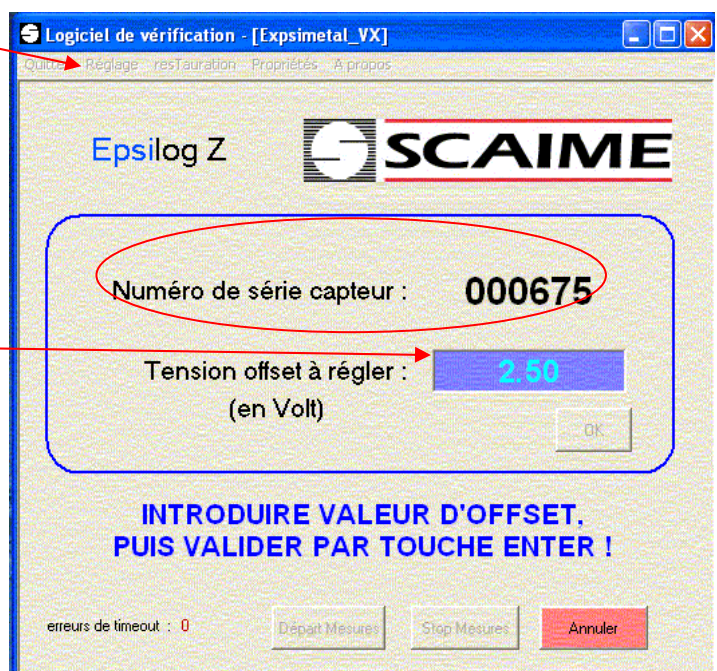 Logiciel de vérification - [Expsimetal_VX]
Quitter Réglage resTauration Propriétés A propos
Epsilog Z
SCAIME
Numéro de série capteur : 000675
Tension offset à régler : 2.50
(en Volt)
OK
INTRODUIRE VALEUR D'OFFSET,
PUIS VALIDER PAR TOUCHE ENTER !
erreurs de timeout : 0 Départ Mesures Stop Mesures Annuler